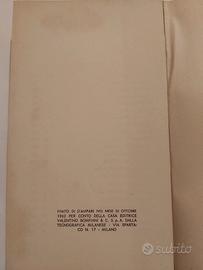 FINITO DI STAMPARE NEL MESE DI OTTOBRE
1962 PER CONTO DELLA CASA EDITRICE
VALENTINO BOMPIANI & C. S.p.A. DALLA
TECNOGRAFICA MILANESE - VIA SPARTA-
CO N. 17 - MILANO
subito